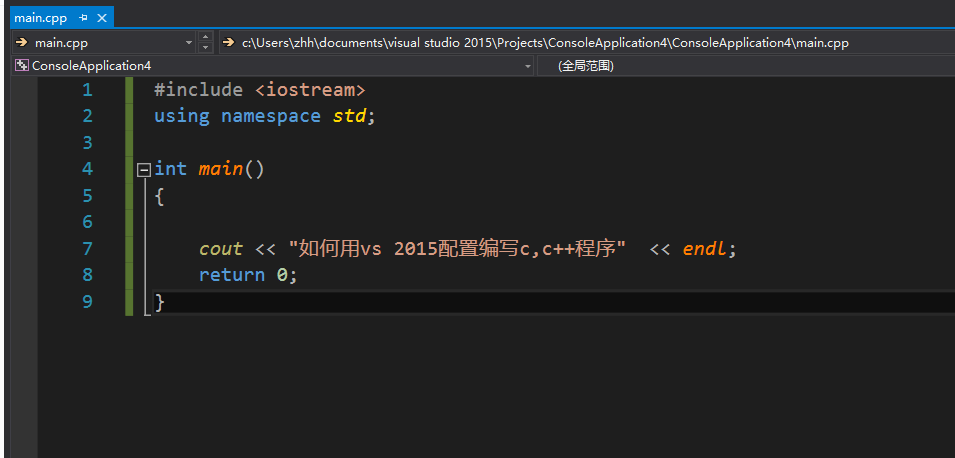 main.cpp
main.cpp c:\Users\zhh\documents\visual studio 2015\Projects\ConsoleApplication4\ConsoleApplication4\main.cpp
ConsoleApplication4 (全局范围)
1 #include <iostream>
2 using namespace std;
3
4 int main()
5 {
6
7 cout << "如何用vs 2015配置编写c,c++程序"  << endl;
8 return 0;
9 }